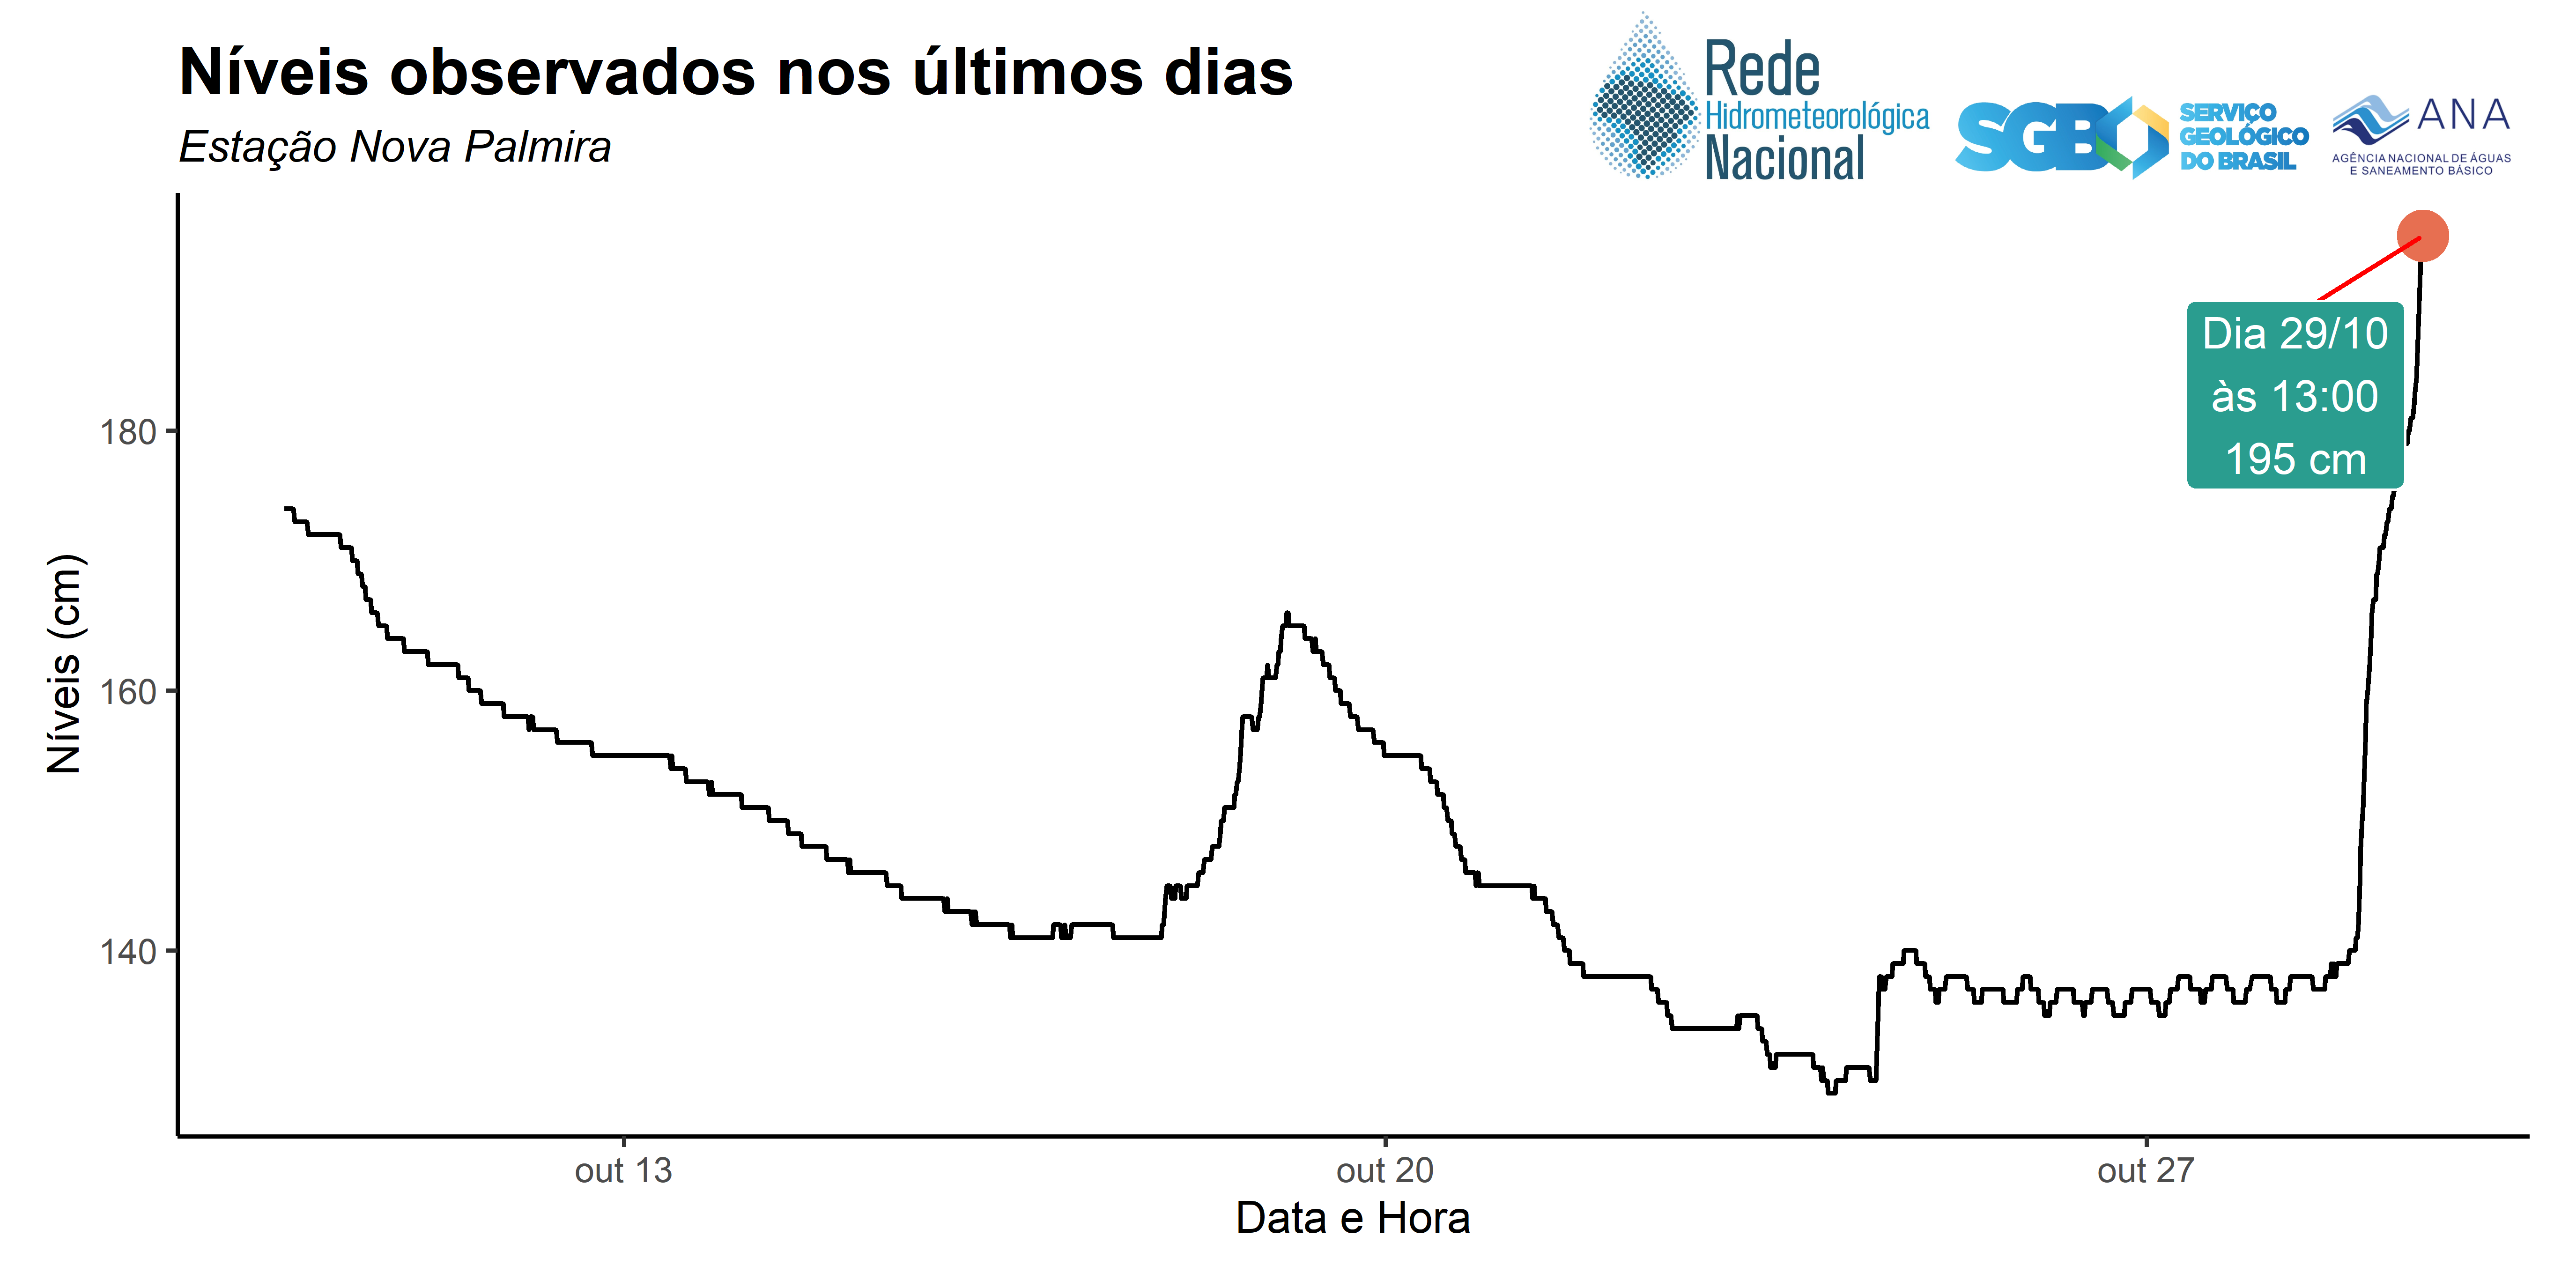 Níveis observados nos últimos dias
Estação Nova Palmira
Rede
Hidrometeorológica
Nacional
SGB
SERVIÇO
GEOLÓGICO
DO BRASIL
ANA
AGÊNCIA NACIONAL DE ÁGUAS
E SANEAMENTO BÁSICO
Dia 29/10
às 13:00
195 cm
Níveis (cm)
180
160
140
out 13
out 20
out 27
Data e Hora